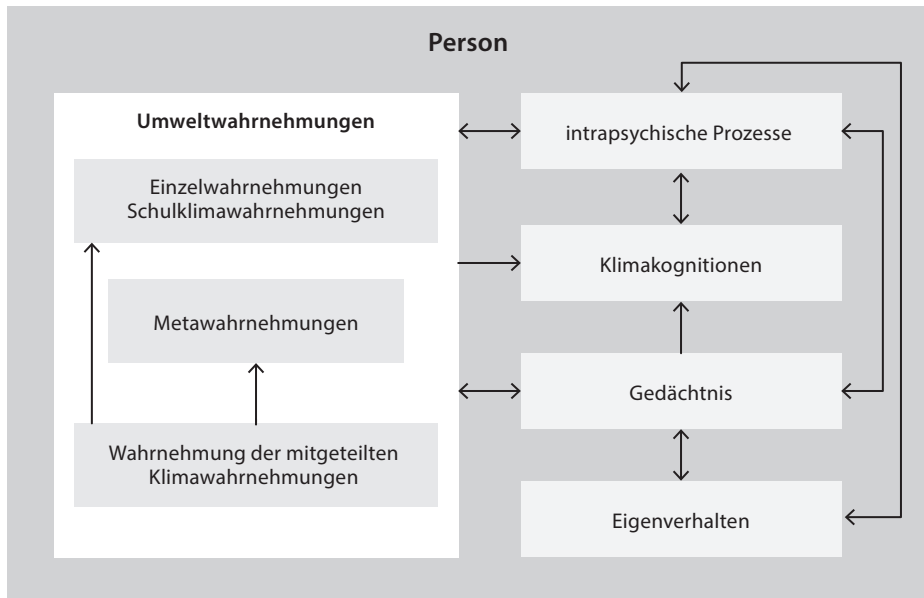 Person
Umweltwahrnehmungen
Einzelwahrnehmungen
Schulklimawahrnehmungen
Metawahrnehmungen
Wahrnehmung der mitgeteilten
Klimawahrnehmungen
intrapsychische Prozesse
Klimakognitionen
Gedächtnis
Eigenverhalten